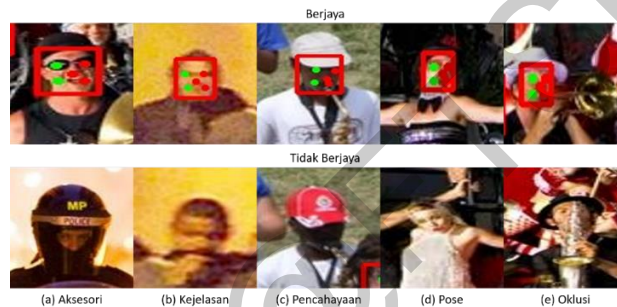 Berjaya
Tidak Berjaya
MP
POLICE
(a) Aksesori (b) Kejelasan (c) Pencahayaan (d) Pose (e) Oklusi